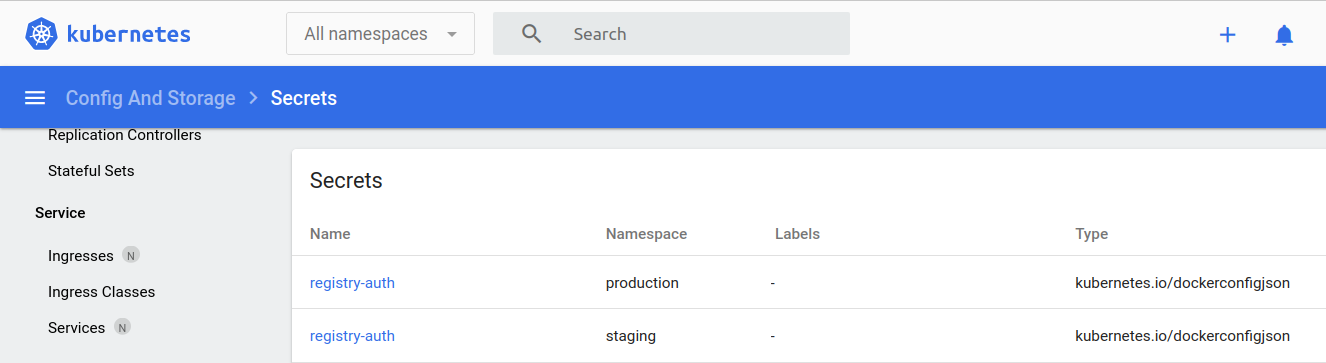 kubernetes
All namespaces
Search
Config And Storage > Secrets
Replication Controllers
Stateful Sets
Service
Ingresses N
Ingress Classes
Services N
Secrets
Name Namespace Labels Type
registry-auth production - kubernetes.io/dockerconfigjson
registry-auth staging - kubernetes.io/dockerconfigjson